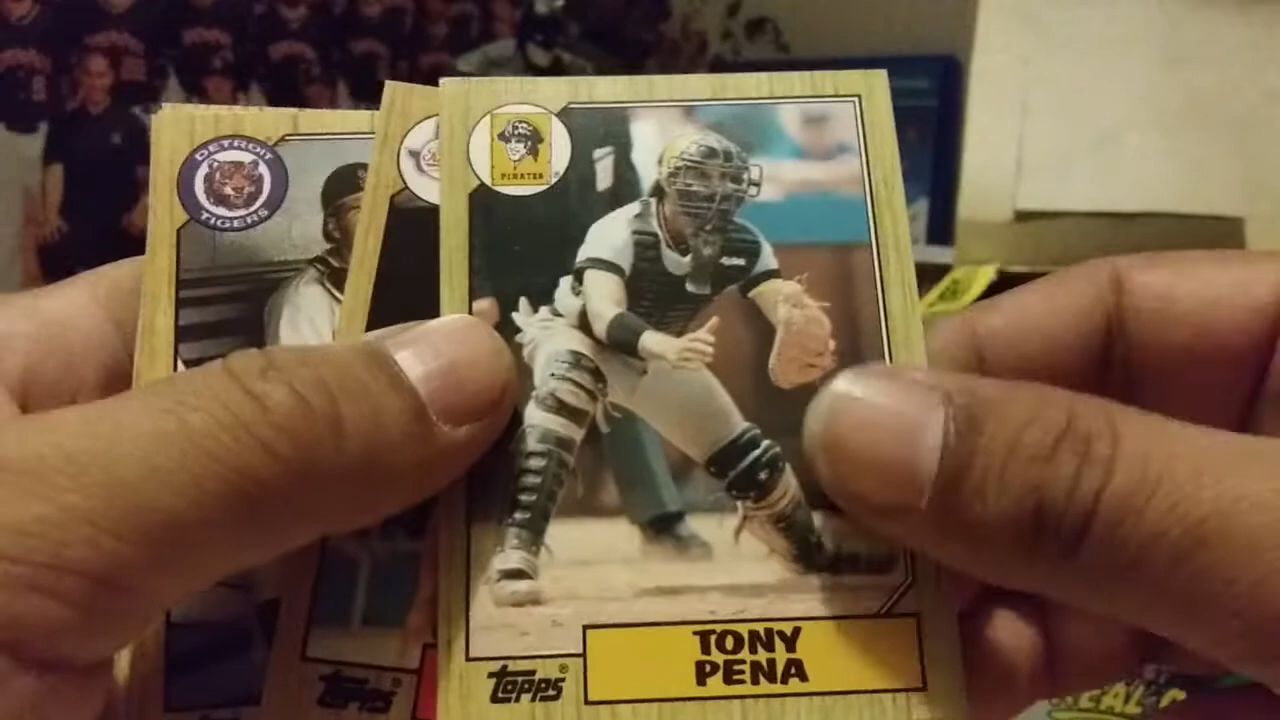 DETROIT
TIGERS
PIRATES
TONY
PENA
topps
topps